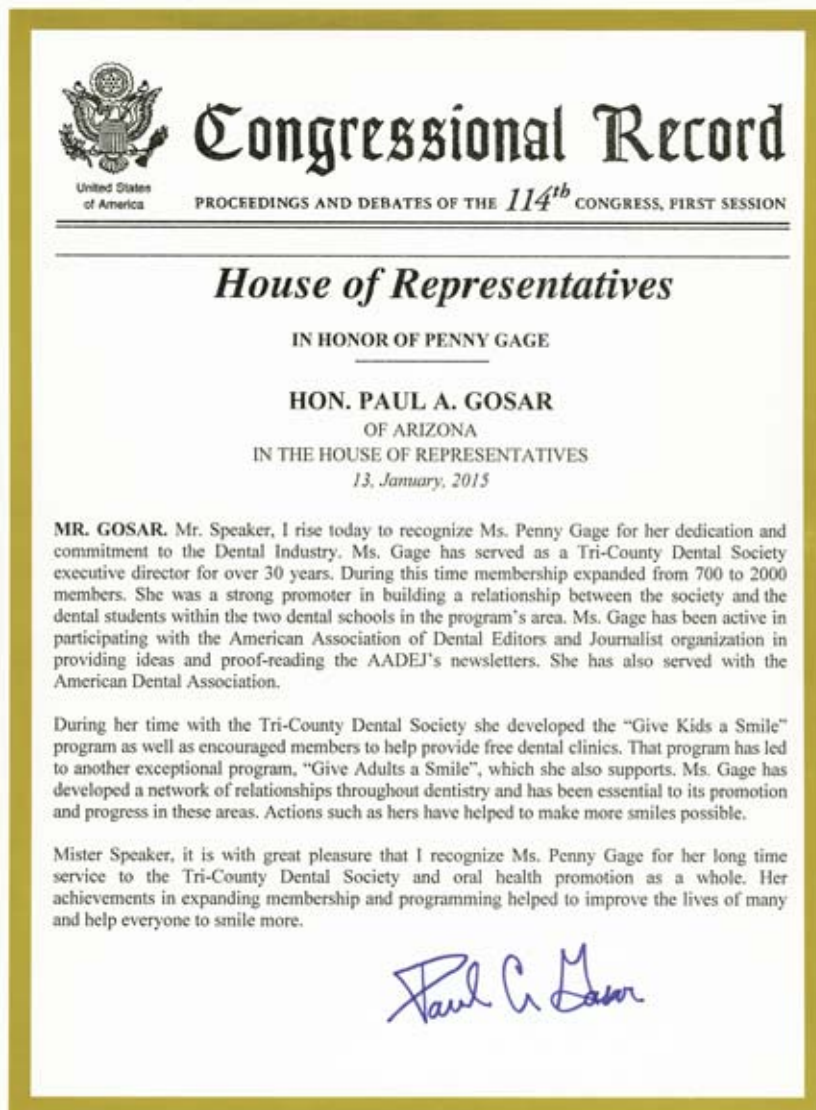 United States
of America
Congressional Record
PROCEEDINGS AND DEBATES OF THE 114th CONGRESS, FIRST SESSION
House of Representatives
IN HONOR OF PENNY GAGE
HON. PAUL A. GOSAR
OF ARIZONA
IN THE HOUSE OF REPRESENTATIVES
13, January, 2015
MR. GOSAR. Mr. Speaker, I rise today to recognize Ms. Penny Gage for her dedication and
commitment to the Dental Industry. Ms. Gage has served as a Tri-County Dental Society
executive director for over 30 years. During this time membership expanded from 700 to 2000
members. She was a strong promoter in building a relationship between the society and the
dental students within the two dental schools in the program's area. Ms. Gage has been active in
participating with the American Association of Dental Editors and Journalist organization in
providing ideas and proof-reading the AADEJ's newsletters. She has also served with the
American Dental Association.
During her time with the Tri-County Dental Society she developed the “Give Kids a Smile”
program as well as encouraged members to help provide free dental clinics. That program has led
to another exceptional program, “Give Adults a Smile”, which she also supports. Ms. Gage has
developed a network of relationships throughout dentistry and has been essential to its promotion
and progress in these areas. Actions such as hers have helped to make more smiles possible.
Mister Speaker, it is with great pleasure that I recognize Ms. Penny Gage for her long time
service to the Tri-County Dental Society and oral health promotion as a whole. Her
achievements in expanding membership and programming helped to improve the lives of many
and help everyone to smile more.
Paul A Gosar